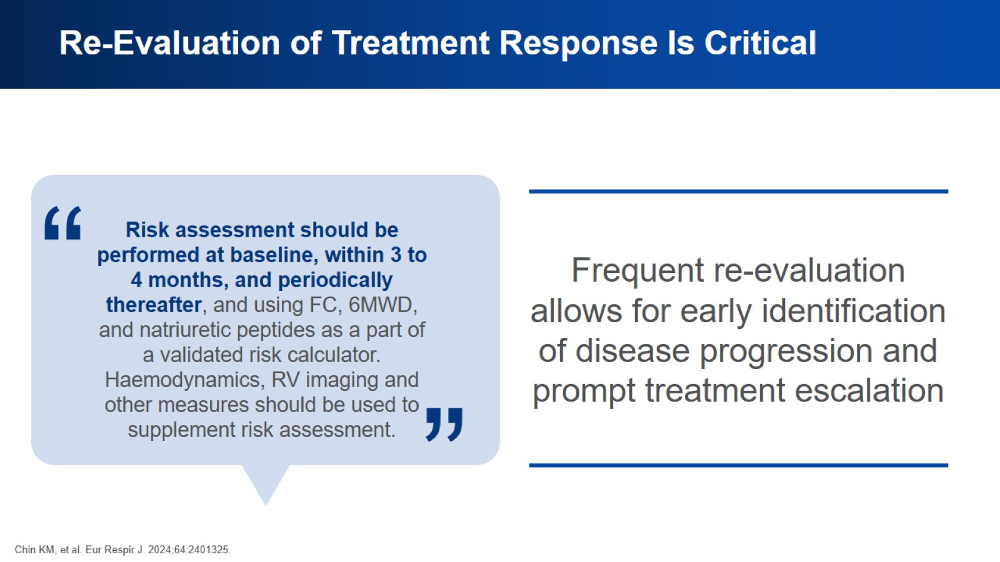 Re-Evaluation of Treatment Response Is Critical
“
Risk assessment should be
performed at baseline, within 3 to
4 months, and periodically
thereafter, and using FC, 6MWD,
and natriuretic peptides as a part of
a validated risk calculator.
Haemodynamics, RV imaging and
other measures should be used to
supplement risk assessment.
”
Frequent re-evaluation
allows for early identification
of disease progression and
prompt treatment escalation
Chin KM, et al. Eur Respir J. 2024;64:2401325.